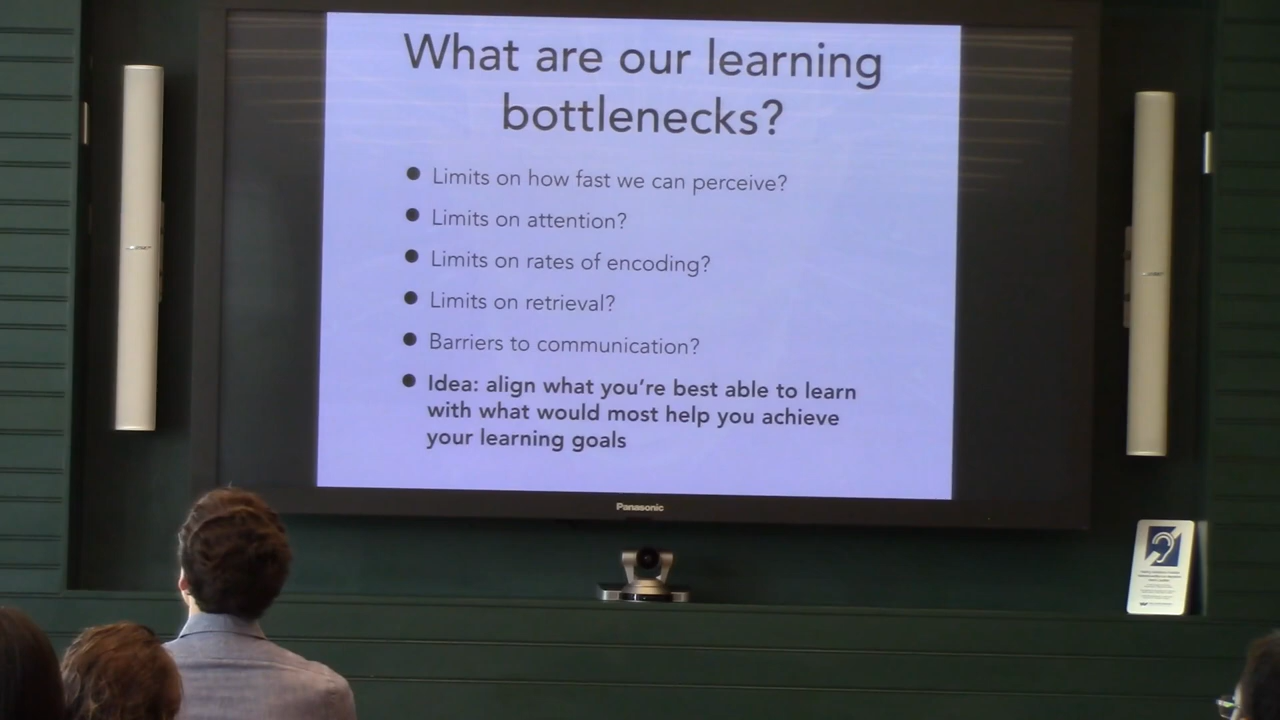 What are our learning
bottlenecks?
Limits on how fast we can perceive?
Limits on attention?
Limits on rates of encoding?
Limits on retrieval?
Barriers to communication?
Idea: align what you're best able to learn
with what would most help you achieve
your learning goals
Panasonic